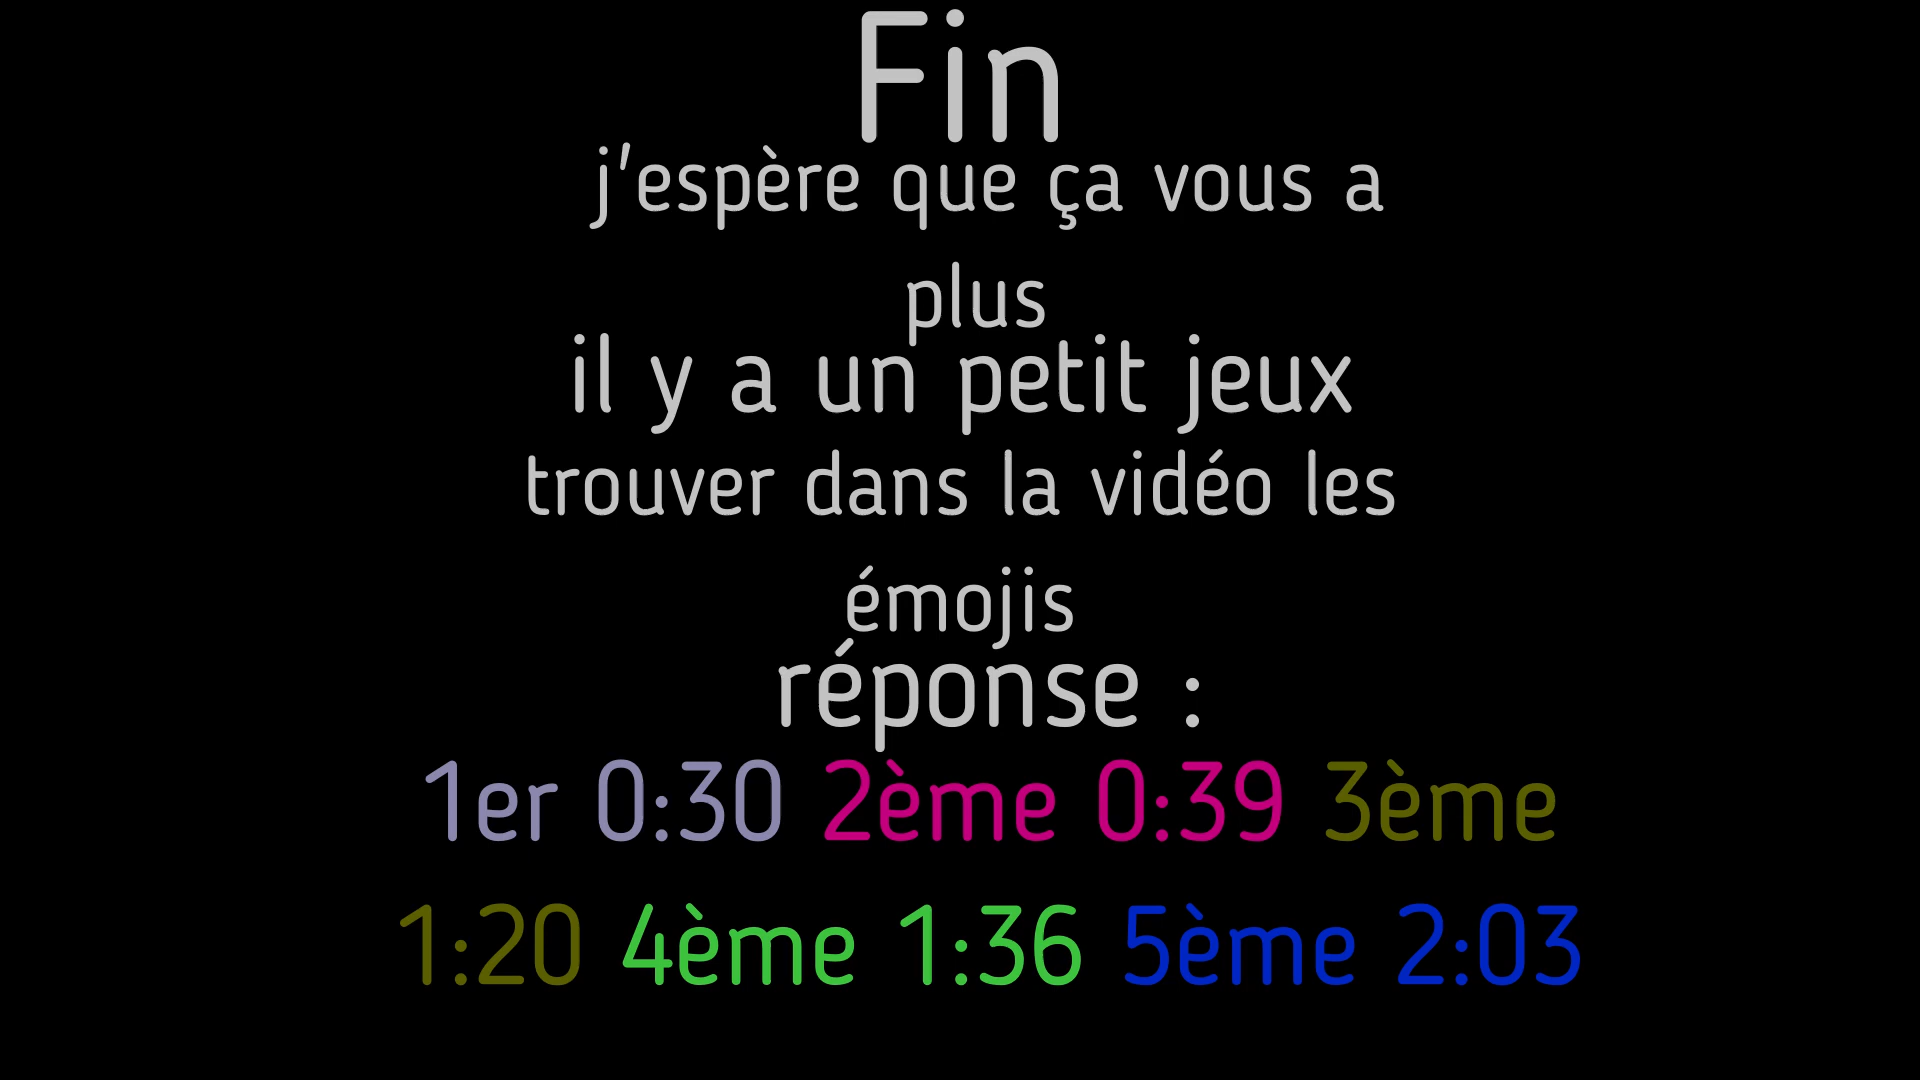 Fin
j'espère que ça vous a
plus
il y a un petit jeux
trouver dans la vidéo les
émojis
réponse :
1er 0:30 2ème 0:39 3ème
1:20 4ème 1:36 5ème 2:03